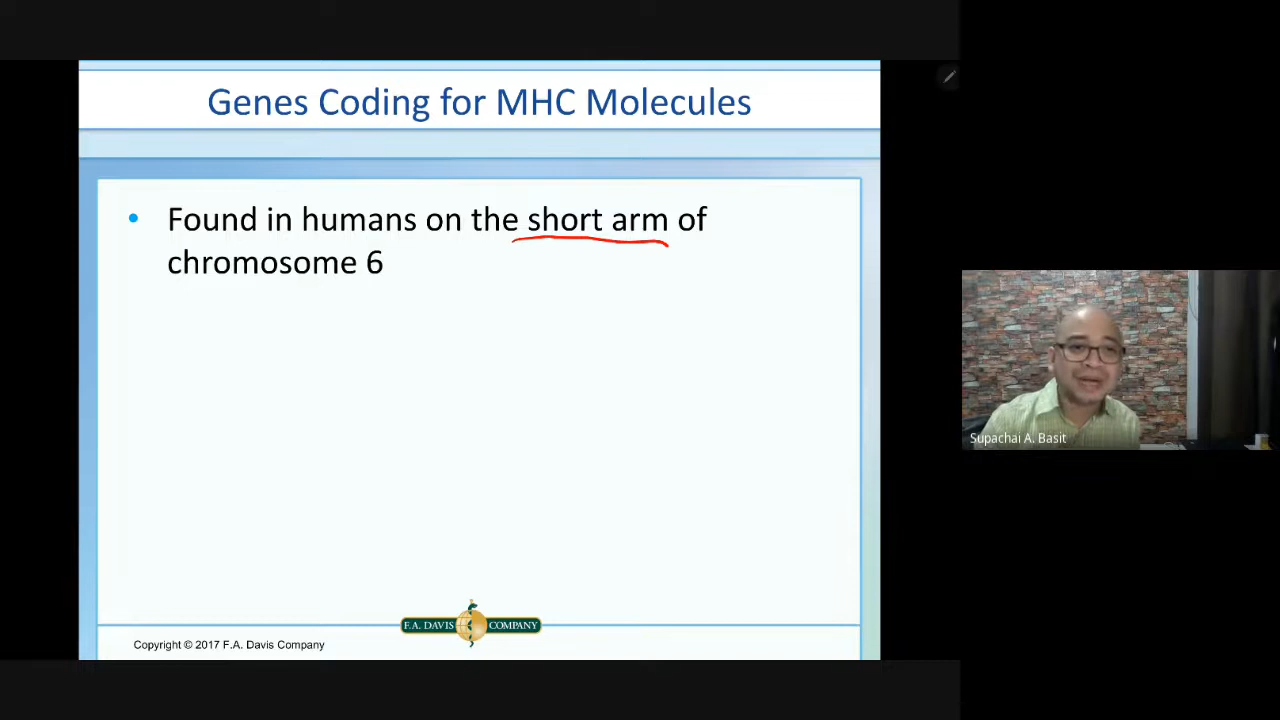 Genes Coding for MHC Molecules
• Found in humans on the short arm of
chromosome 6
F.A. DAVIS COMPANY
Copyright © 2017 F.A. Davis Company
Supachai A. Basit